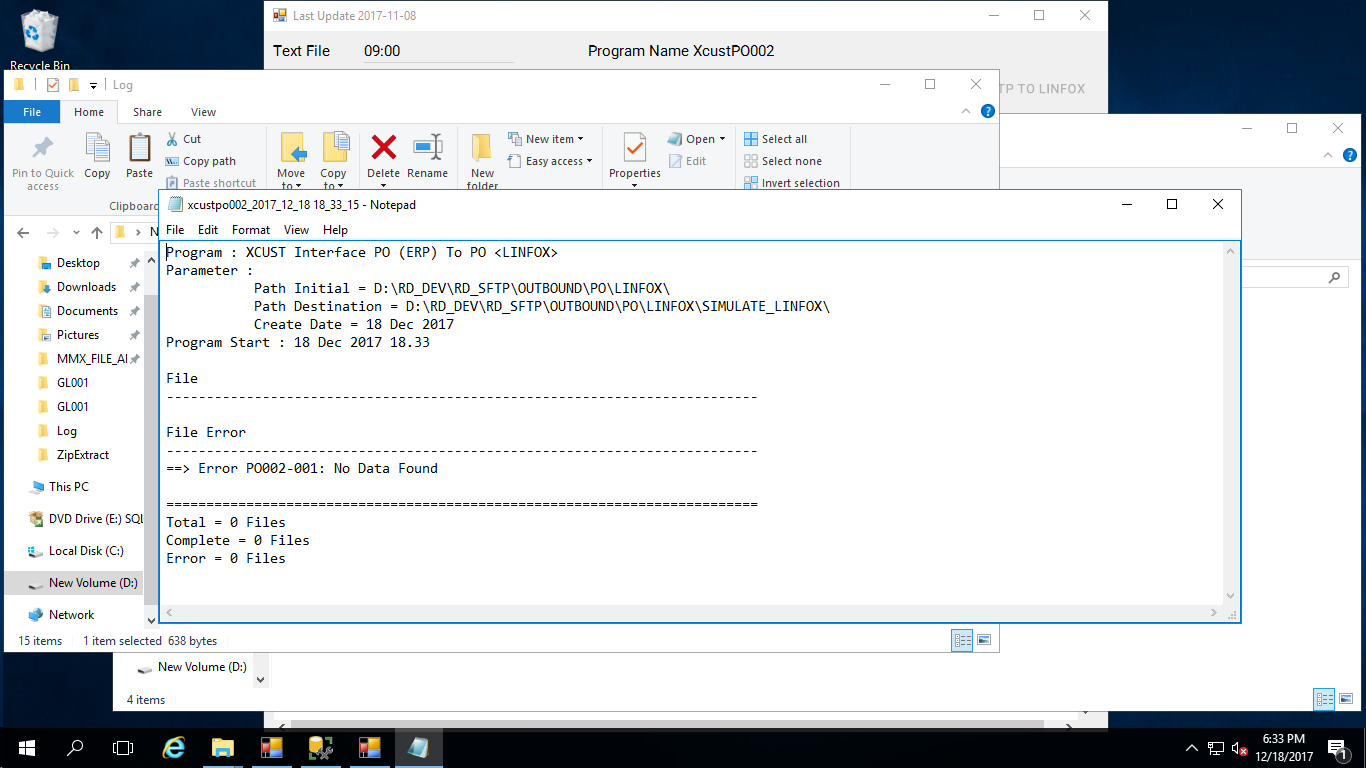 Recycle Bin
Last Update 2017-11-08
Text File 09:00 Program Name XcustPO002
TP TO LINFOX
Log
File Home Share View
Pin to Quick access
Copy
Paste
Cut
Copy path
Paste shortcut
Clipboard
Move to
Copy to
Delete
Rename
New folder
New item
Easy access
Properties
Open
Edit
Select all
Select none
Invert selection
N
Desktop
Downloads
Documents
Pictures
MMX_FILE_AI
GL001
GL001
Log
ZipExtract
This PC
DVD Drive (E:) SQL
Local Disk (C:)
New Volume (D:)
Network
15 items 1 item selected 638 bytes
xcustpo002_2017_12_18 18_33_15 - Notepad
File Edit Format View Help
Program : XCUST Interface PO (ERP) To PO <LINFOX>
Parameter :
Path Initial = D:\RD_DEV\RD_SFTP\OUTBOUND\PO\LINFOX\
Path Destination = D:\RD_DEV\RD_SFTP\OUTBOUND\PO\LINFOX\SIMULATE_LINFOX\
Create Date = 18 Dec 2017
Program Start : 18 Dec 2017 18.33
File
--------------------------------------------------------------------------
File Error
--------------------------------------------------------------------------
==> Error PO002-001: No Data Found
==========================================================================
Total = 0 Files
Complete = 0 Files
Error = 0 Files
New Volume (D:)
4 items
6:33 PM
12/18/2017
1